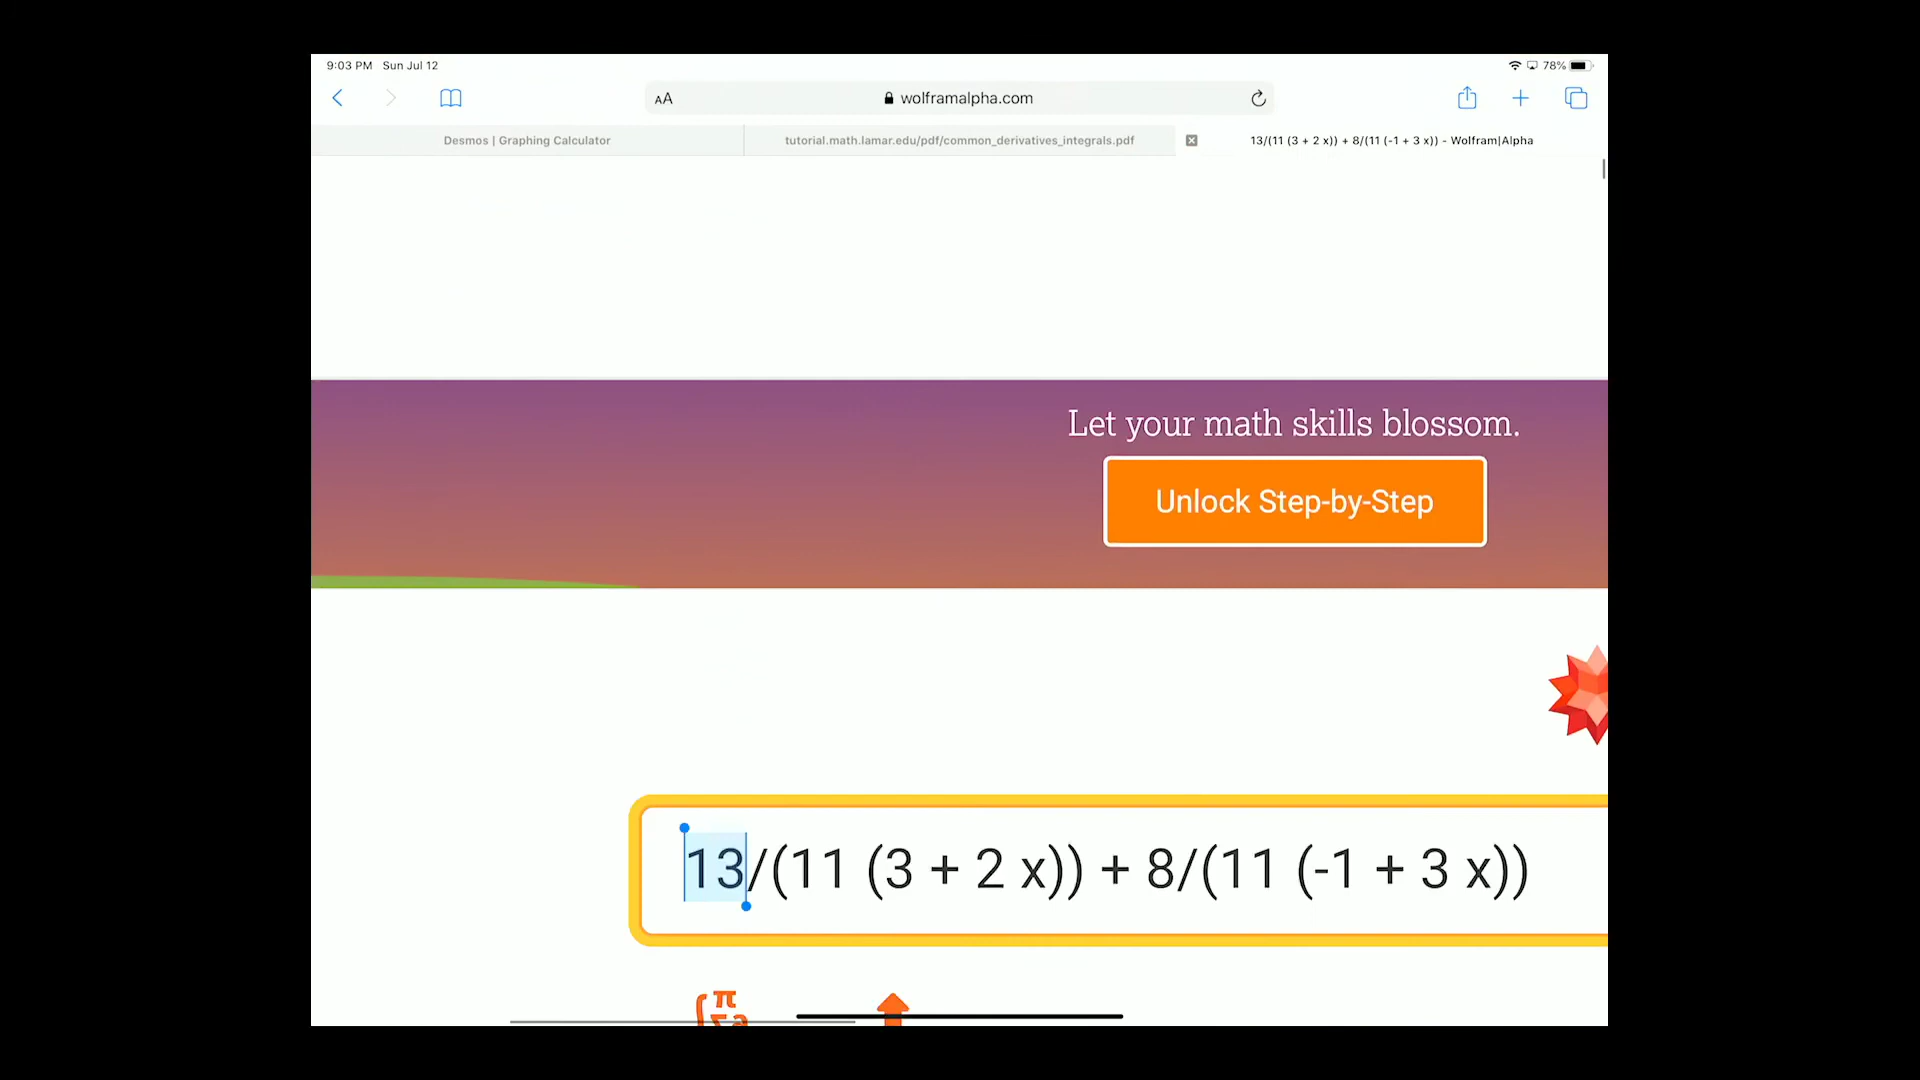 9:03 PM Sun Jul 12
78%
AA
wolframalpha.com
Desmos | Graphing Calculator
tutorial.math.lamar.edu/pdf/common_derivatives_integrals.pdf
13/(11 (3 + 2 x)) + 8/(11 (-1 + 3 x)) - Wolfram|Alpha
Let your math skills blossom.
Unlock Step-by-Step
13/(11 (3 + 2 x)) + 8/(11 (-1 + 3 x))